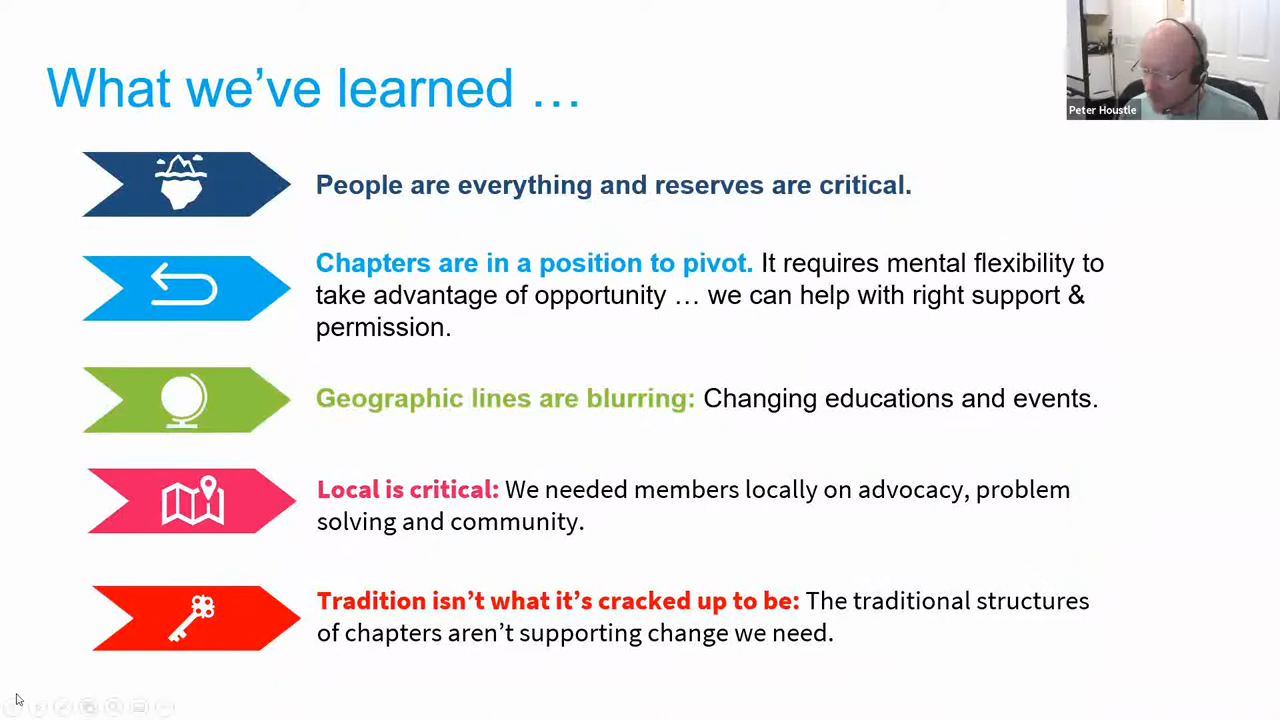 What we’ve learned …
Peter Houstle
People are everything and reserves are critical.
Chapters are in a position to pivot. It requires mental flexibility to
take advantage of opportunity … we can help with right support &
permission.
Geographic lines are blurring: Changing educations and events.
Local is critical: We needed members locally on advocacy, problem
solving and community.
Tradition isn’t what it’s cracked up to be: The traditional structures
of chapters aren’t supporting change we need.